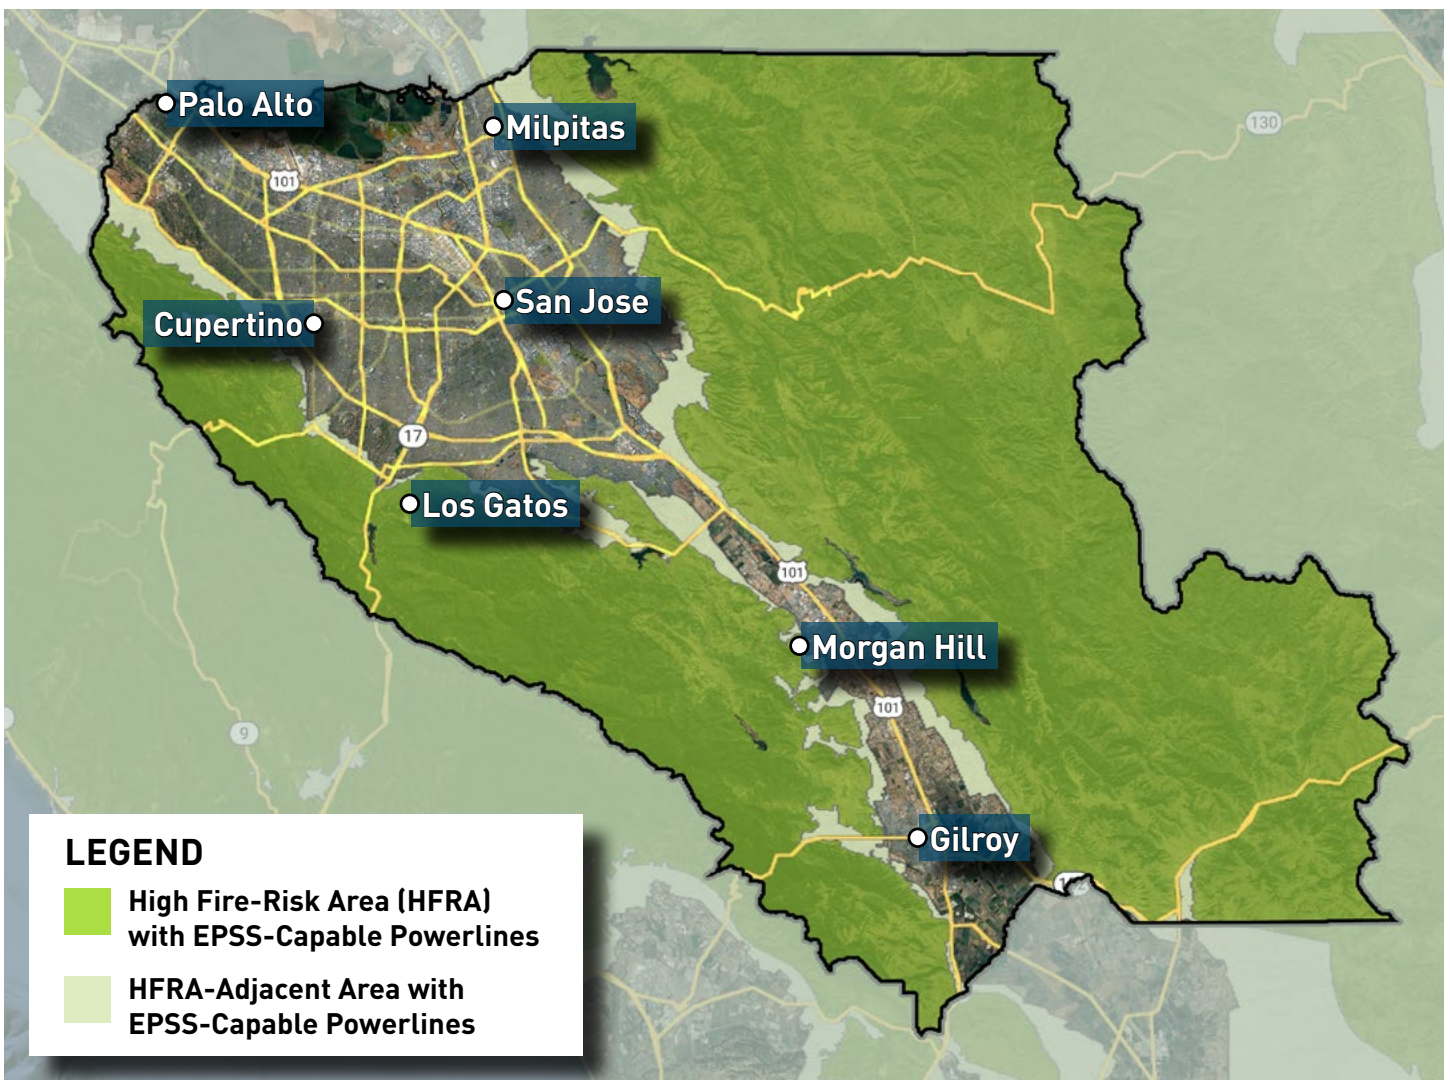 Palo Alto
Milpitas
130
101
San Jose
Cupertino
17
Los Gatos
101
Morgan Hill
101
9
Gilroy
LEGEND
High Fire-Risk Area (HFRA)
with EPSS-Capable Powerlines
HFRA-Adjacent Area with
EPSS-Capable Powerlines